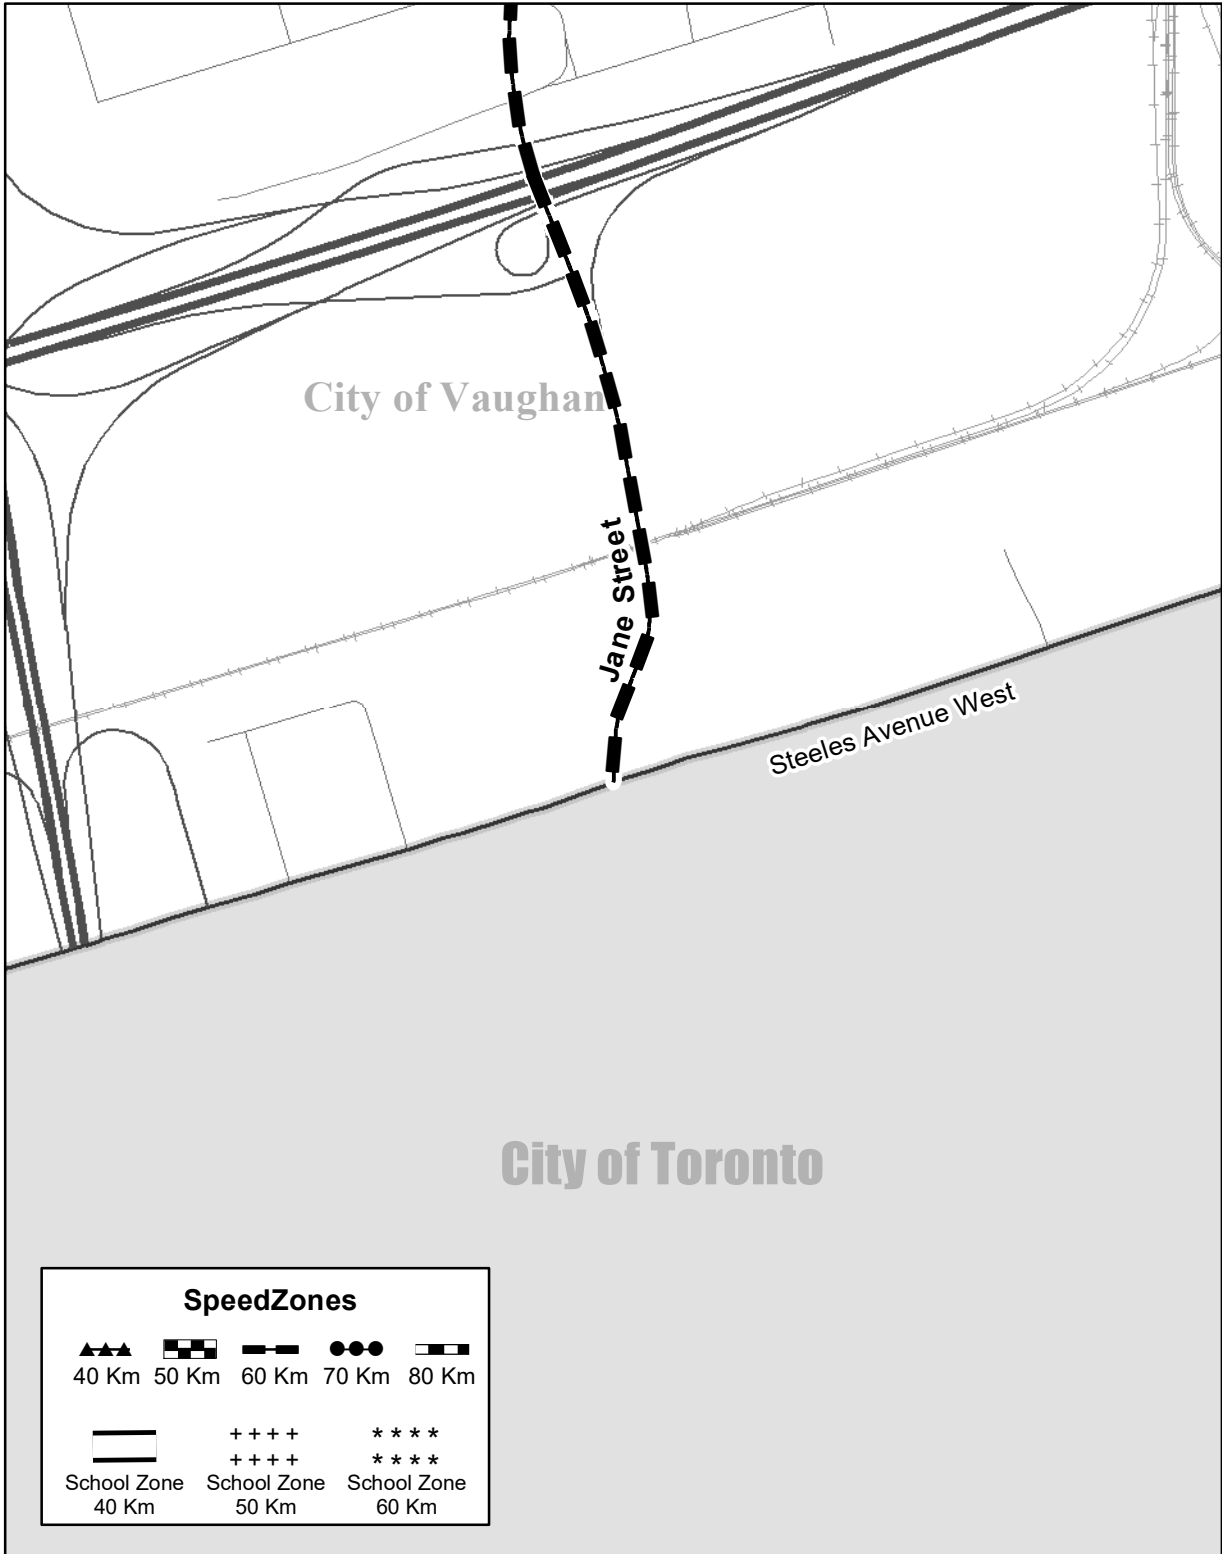 City of Vaughan
Jane Street
Steeles Avenue West
City of Toronto
SpeedZones
40 Km 50 Km 60 Km 70 Km 80 Km
School Zone School Zone School Zone
40 Km 50 Km 60 Km